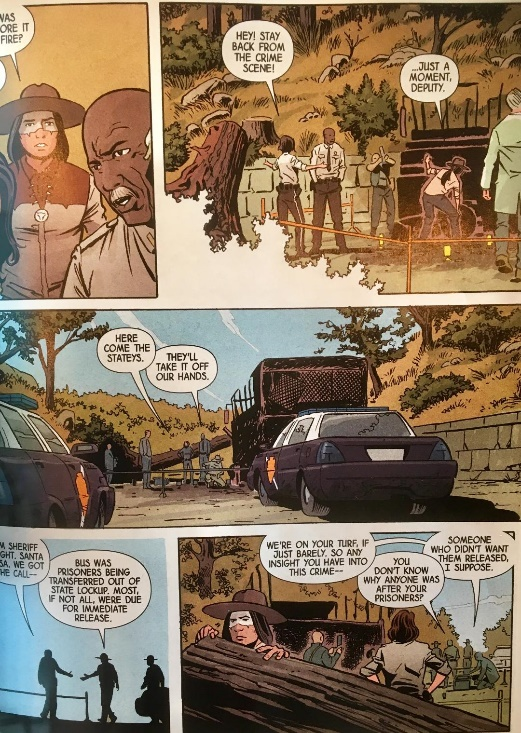 WAS
ORE IT
FIRE?
HEY! STAY
BACK FROM
THE CRIME
SCENE!
JUST A
MOMENT,
DEPUTY.
HERE
COME THE
STATEYS.
THEY'LL
TAKE IT OFF
OUR HANDS.
M SHERIFF
GHT. SANTA
SA, WE GOT
HE CALL--
BUS WAS
PRISONERS BEING
TRANSFERRED OUT OF
STATE LOCKUP. MOST,
IF NOT ALL, WERE DUE
FOR IMMEDIATE
RELEASE.
WE'RE ON YOUR TURF, IF
JUST BARELY. SO ANY
INSIGHT YOU HAVE INTO
THIS CRIME--
YOU
DON'T KNOW
WHY ANYONE WAS
AFTER YOUR
PRISONERS?
SOMEONE
WHO DIDN'T WANT
THEM RELEASED,
I SUPPOSE.